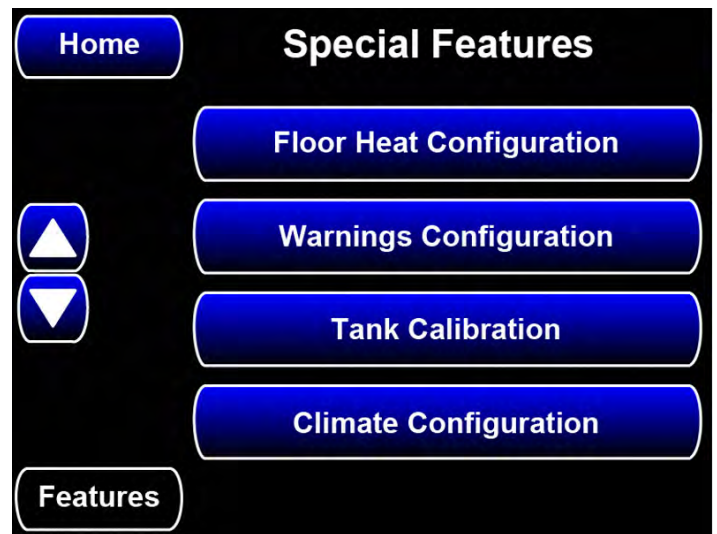 Home
Special Features
Floor Heat Configuration
Warnings Configuration
Tank Calibration
Climate Configuration
Features